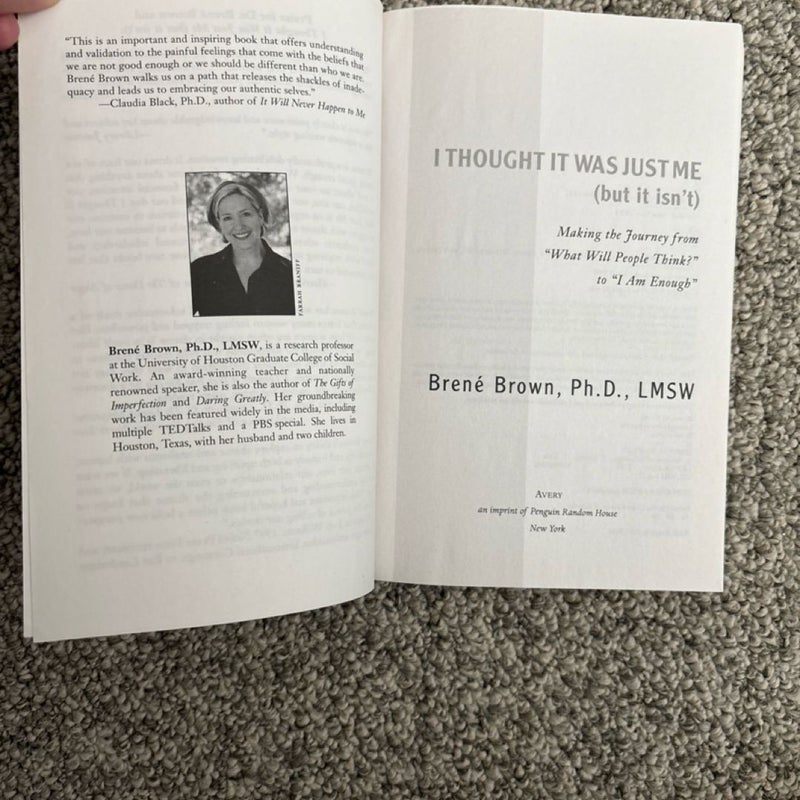 “This is an important and inspiring book that offers understanding
and validation to the painful feelings that come with the beliefs that
we are not good enough or we should be different than who we are.
Brené Brown walks us on a path that releases the shackles of inade-
quacy and leads us to embracing our authentic selves.”
—Claudia Black, Ph.D., author of It Will Never Happen to Me
FARRAH BRANIFF
Brené Brown, Ph.D., LMSW, is a research professor
at the University of Houston Graduate College of Social
Work. An award-winning teacher and nationally
renowned speaker, she is also the author of The Gifts of
Imperfection and Daring Greatly. Her groundbreaking
work has been featured widely in the media, including
multiple TEDTalks and a PBS special. She lives in
Houston, Texas, with her husband and two children.
I THOUGHT IT WAS JUST ME
(but it isn’t)
Making the Journey from
“What Will People Think?”
to “I Am Enough”
Brené Brown, Ph.D., LMSW
AVERY
an imprint of Penguin Random House
New York